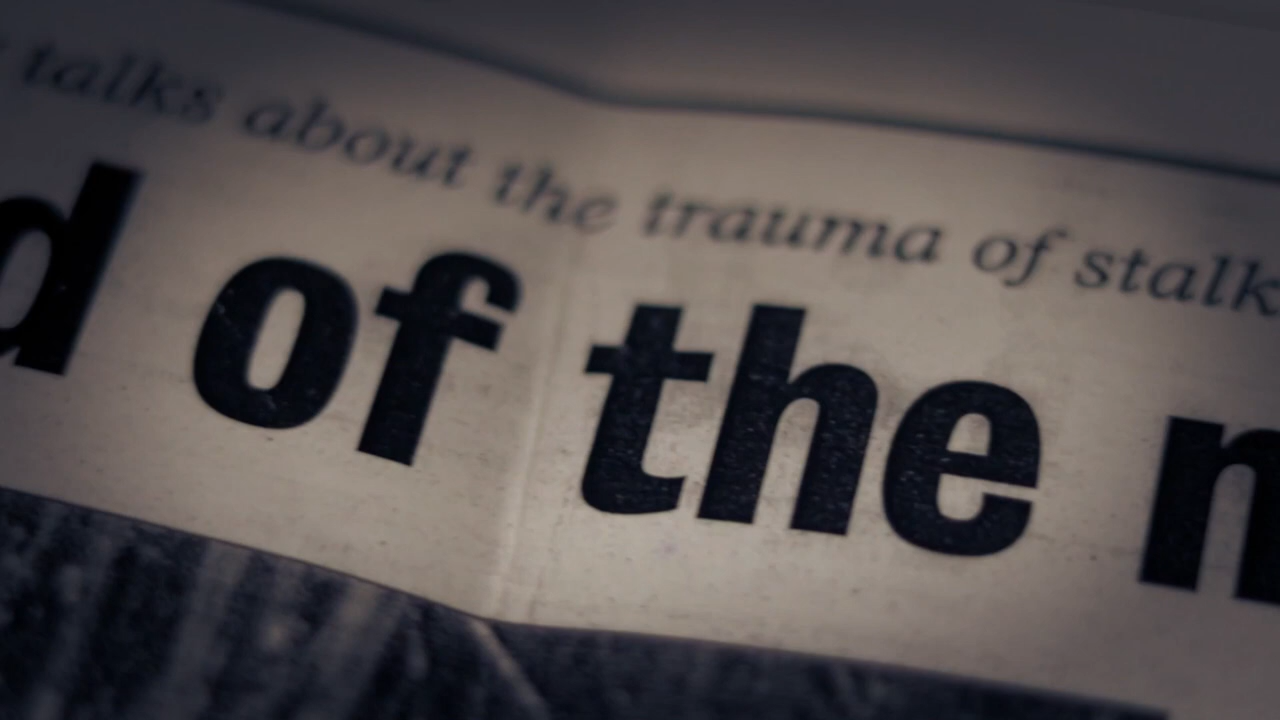 talks about the trauma of stalk
d of the n